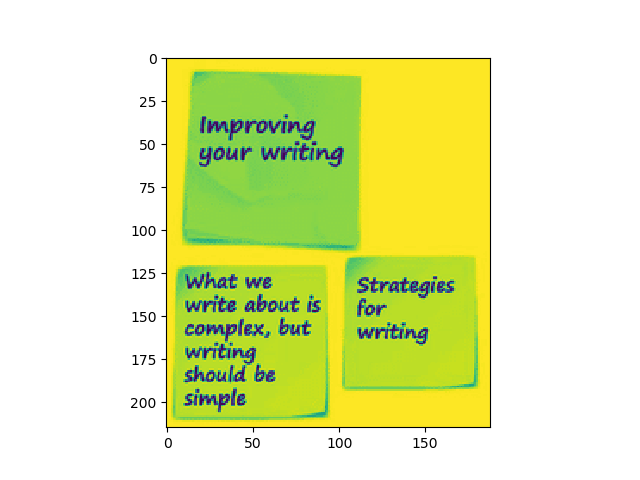 Improving
your writing
What we
write about is
complex, but
writing
should be
simple
Strategies
for
writing
0
25
50
75
100
125
150
175
200
0
50
100
150